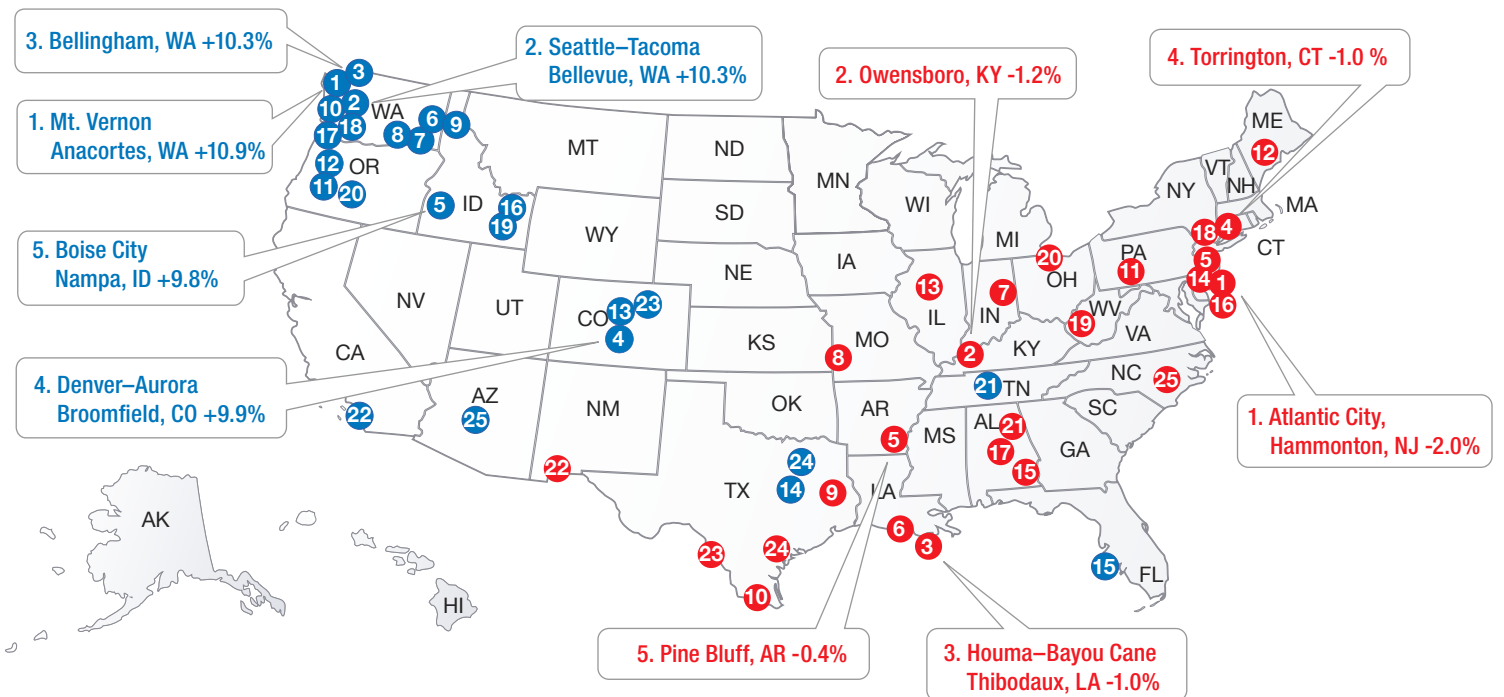 3. Bellingham, WA +10.3%
2. Seattle–Tacoma
Bellevue, WA +10.3%
2. Owensboro, KY -1.2%
4. Torrington, CT -1.0 %
1. Mt. Vernon
Anacortes, WA +10.9%
5. Boise City
Nampa, ID +9.8%
4. Denver–Aurora
Broomfield, CO +9.9%
1. Atlantic City,
Hammonton, NJ -2.0%
5. Pine Bluff, AR -0.4%
3. Houma–Bayou Cane
Thibodaux, LA -1.0%
3
1
2
10
WA
6
9
18
17
8
7
12
OR
11
20
MT
ND
MN
ME
12
VT
NH
NY
MA
5
ID
16
19
SD
WI
MI
18
4
CT
WY
IA
20
PA
11
5
14
1
16
NE
13
7
OH
NV
UT
CO
13
23
4
IL
IN
WV
19
VA
CA
KS
MO
8
2
KY
21
TN
NC
25
22
AZ
25
NM
OK
AR
5
MS
AL
21
17
15
GA
SC
22
TX
24
14
9
LA
6
3
23
24
10
15
FL
AK
HI